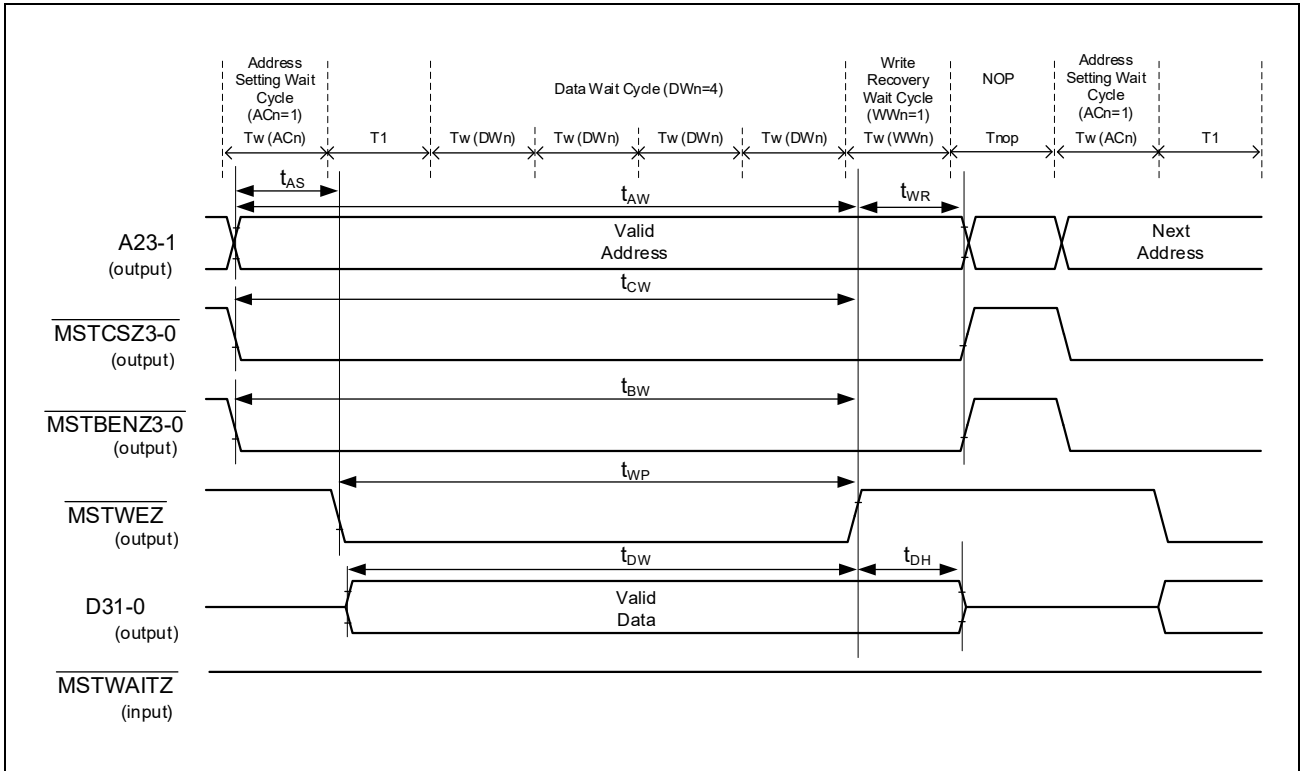 Address
Setting Wait
Cycle
(ACn=1)
Data Wait Cycle (DWn=4)
Write
Recovery
Wait Cycle
(WWn=1)
NOP
Address
Setting Wait
Cycle
(ACn=1)
Tw (ACn) T1 Tw (DWn) Tw (DWn) Tw (DWn) Tw (DWn) Tw (WWn) Tnop Tw (ACn) T1
tAS
tAW
tWR
A23-1
(output)
Valid
Address
Next
Address
tCW
MSTCSZ3-0
(output)
tBW
MSTBENZ3-0
(output)
tWP
MSTWEZ
(output)
tDW
tDH
D31-0
(output)
Valid
Data
MSTWAITZ
(input)